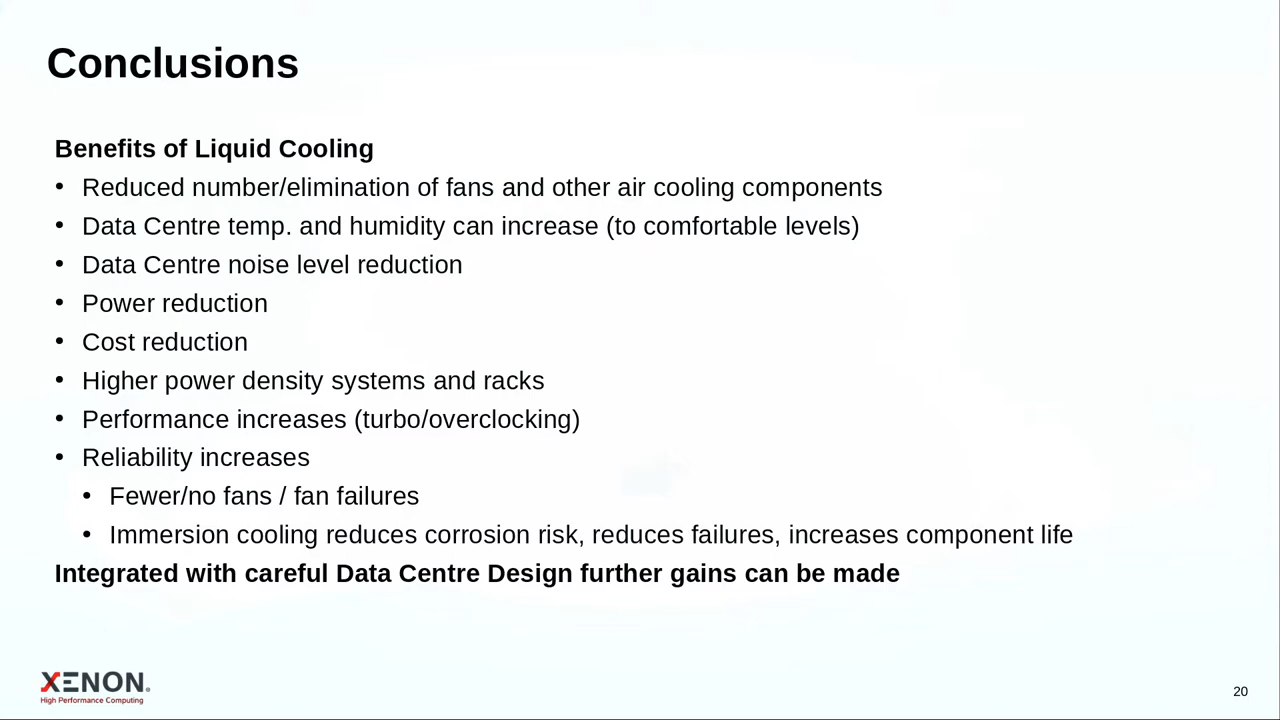 Conclusions
Benefits of Liquid Cooling
• Reduced number/elimination of fans and other air cooling components
• Data Centre temp. and humidity can increase (to comfortable levels)
• Data Centre noise level reduction
• Power reduction
• Cost reduction
• Higher power density systems and racks
• Performance increases (turbo/overclocking)
• Reliability increases
• Fewer/no fans / fan failures
• Immersion cooling reduces corrosion risk, reduces failures, increases component life
Integrated with careful Data Centre Design further gains can be made
XENON.
High Performance Computing
20